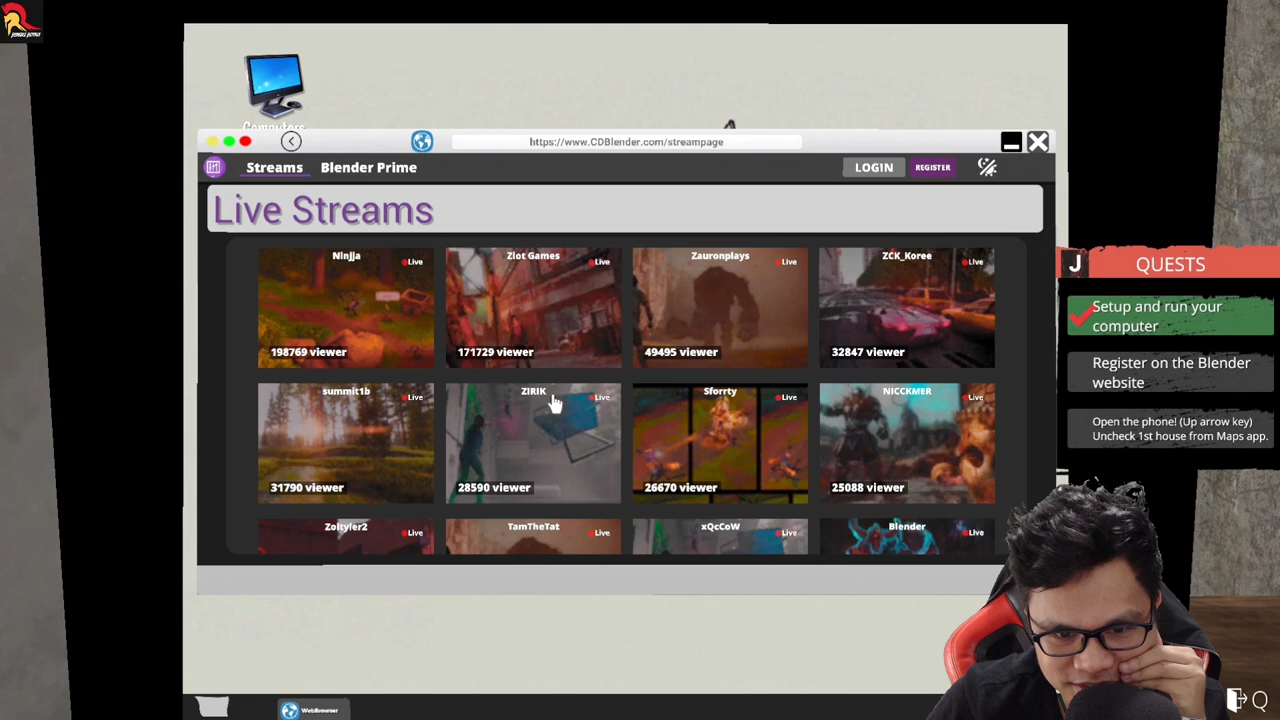 Computers
https://www.CDBlender.com/streampage
Streams
Blender Prime
LOGIN
REGISTER
Live Streams
Ninjja
Live
198769 viewer
Zlot Games
Live
171729 viewer
Zauronplays
Live
49495 viewer
ZCK_Koree
Live
32847 viewer
summit1b
Live
31790 viewer
ZIRIK
Live
28590 viewer
Sforrty
Live
26670 viewer
NICCKMER
Live
25088 viewer
Zoltyler2
Live
TamTheTat
Live
xQcCoW
Live
Blender
Live
J
QUESTS
Setup and run your
computer
Register on the Blender
website
Open the phone! (Up arrow key)
Uncheck 1st house from Maps app.
WebBrowser
Q